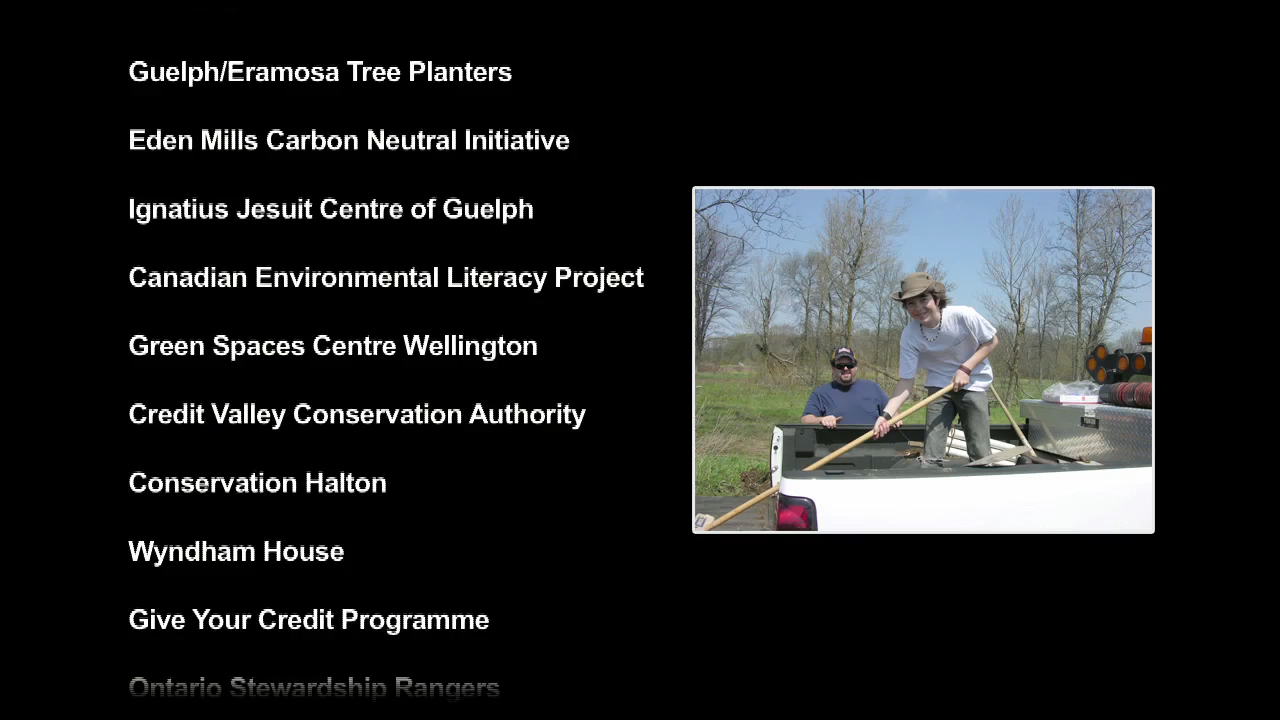 Guelph/Eramosa Tree Planters
Eden Mills Carbon Neutral Initiative
Ignatius Jesuit Centre of Guelph
Canadian Environmental Literacy Project
Green Spaces Centre Wellington
Credit Valley Conservation Authority
Conservation Halton
Wyndham House
Give Your Credit Programme
Ontario Stewardship Rangers